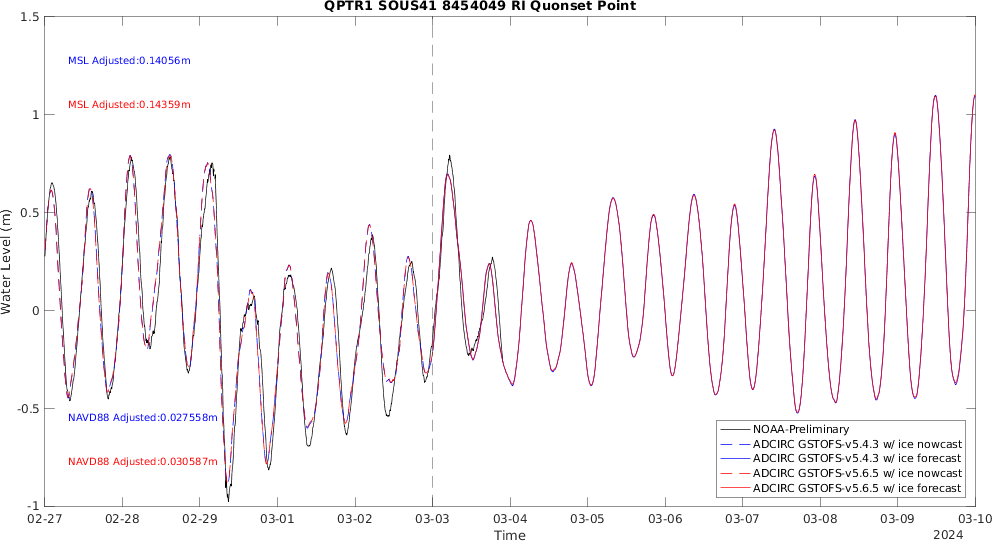 QPTR1 SOUS41 8454049 RI Quonset Point
1.5
MSL Adjusted:0.14056m
MSL Adjusted:0.14359m
1
0.5
Water Level (m)
0
-0.5
NAVD88 Adjusted:0.027558m
NAVD88 Adjusted:0.030587m
NOAA-Preliminary
ADCIRC GSTOFS-v5.4.3 w/ ice nowcast
ADCIRC GSTOFS-v5.4.3 w/ ice forecast
ADCIRC GSTOFS-v5.6.5 w/ ice nowcast
ADCIRC GSTOFS-v5.6.5 w/ ice forecast
-1
02-27 02-28 02-29 03-01 03-02 03-03 03-04 03-05 03-06 03-07 03-08 03-09 03-10
Time
2024